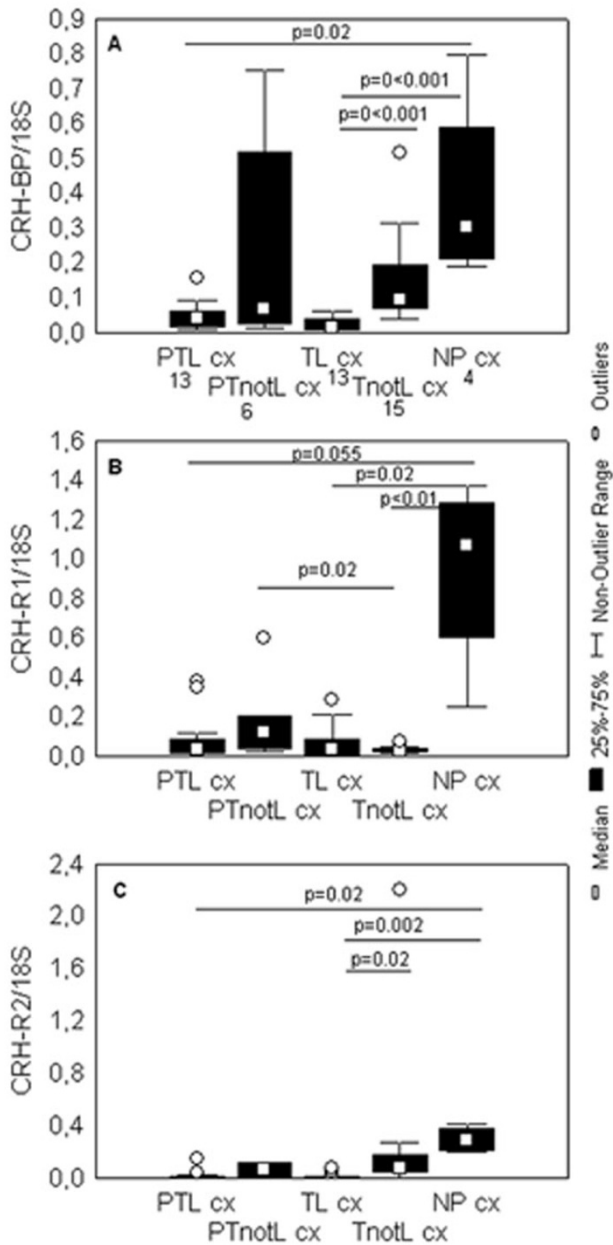 A
p=0.02
p=0<0.001
p=0<0.001
CRH-BP/18S
0,9
0,8
0,7
0,6
0,5
0,4
0,3
0,2
0,1
0,0
PTL cx TL cx NP cx
13 PTnotL cx 13 TnotL cx 4
6 15
B
p=0.055
p=0.02
p<0.01
p=0.02
CRH-R1/18S
1,6
1,4
1,2
1,0
0,8
0,6
0,4
0,2
0,0
PTL cx TL cx NP cx
PTnotL cx TnotL cx
C
p=0.02
p=0.002
p=0.02
CRH-R2/18S
2,4
2,0
1,6
1,2
0,8
0,4
0,0
PTL cx TL cx NP cx
PTnotL cx TnotL cx
Median 25%-75% Non-Outlier Range Outliers